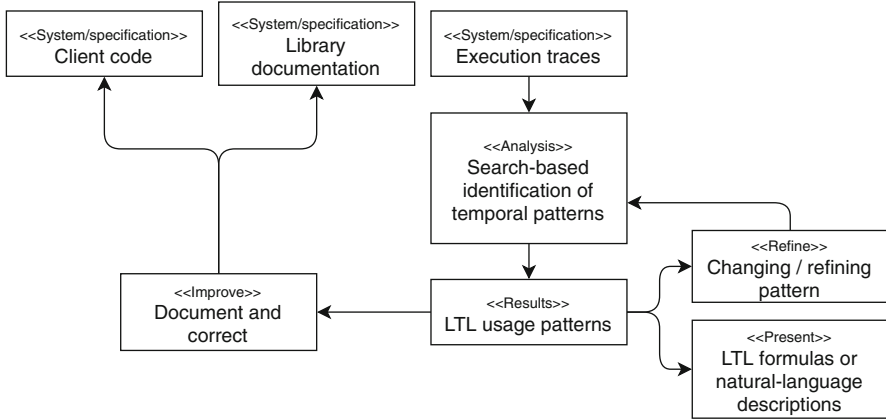 <<System/specification>>
Client code
<<System/specification>>
Library
documentation
<<System/specification>>
Execution traces
<<Analysis>>
Search-based
identification of
temporal patterns
<<Refine>>
Changing / refining
pattern
<<Improve>>
Document and
correct
<<Results>>
LTL usage patterns
<<Present>>
LTL formulas or
natural-language
descriptions